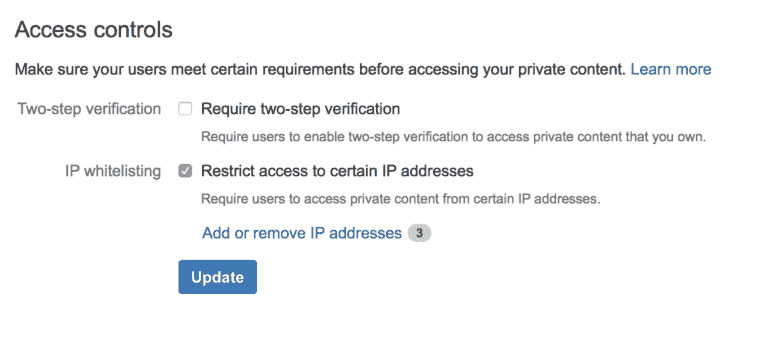 Access controls
Make sure your users meet certain requirements before accessing your private content. Learn more
Two-step verification Require two-step verification
Require users to enable two-step verification to access private content that you own.
IP whitelisting Restrict access to certain IP addresses
Require users to access private content from certain IP addresses.
Add or remove IP addresses 3
Update